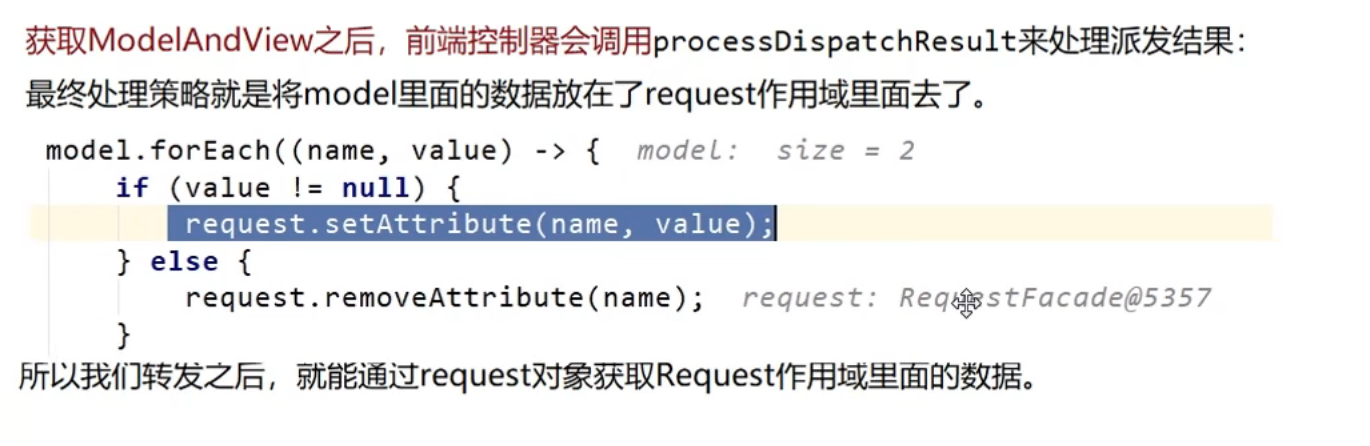 获取ModelAndView之后，前端控制器会调用processDispatchResult来处理派发结果：
最终处理策略就是将model里面的数据放在了request作用域里面去了。
model.forEach((name, value) -> {  model:  size = 2
if (value != null) {
request.setAttribute(name, value);
} else {
request.removeAttribute(name);  request: RequestFacade@5357
}
所以我们转发之后，就能通过request对象获取Request作用域里面的数据。